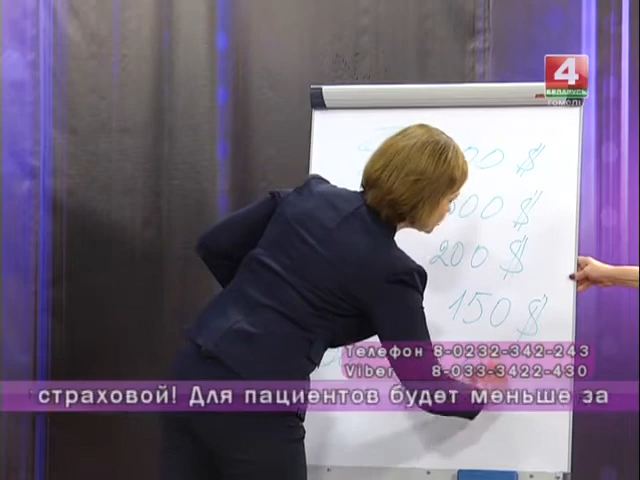 4
БЕЛАРУСЬ
ГОМЕЛЬ
00 $
00 $
200 $
150 $
Телефон 8-0232-342-243
Viber 8-033-3422-430
страховой! Для пациентов будет меньше за